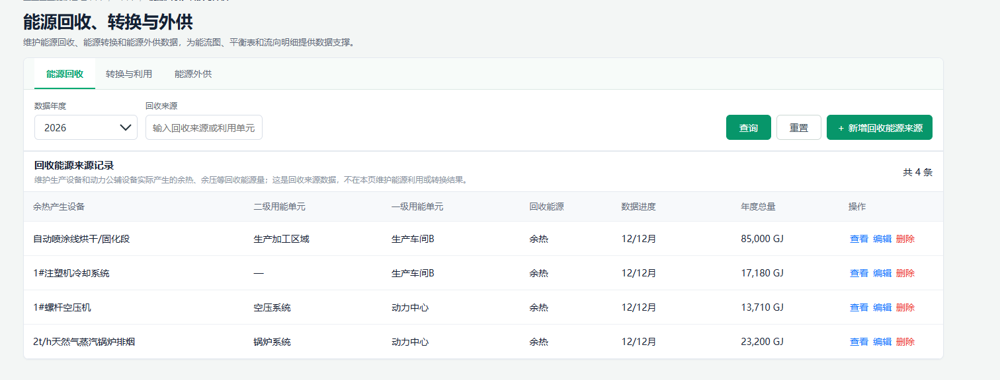 能源回收、转换与外供
维护能源回收、能源转换和能源外供数据，为能流图、平衡表和流向明细提供数据支撑。
能源回收 转换与利用 能源外供
数据年度 回收来源
2026 输入回收来源或利用单元 查询 重置 + 新增回收能源来源
回收能源来源记录
维护生产设备和动力公辅设备实际产生的余热、余压等回收能源量；这是回收来源数据，不在本页维护能源利用或转换结果。
共 4 条
余热产生设备 二级用能单元 一级用能单元 回收能源 数据进度 年度总量 操作
自动喷涂线烘干/固化段 生产加工区域 生产车间B 余热 12/12月 85,000 GJ 查看 编辑 删除
1#注塑机冷却系统 — 生产车间B 余热 12/12月 17,180 GJ 查看 编辑 删除
1#螺杆空压机 空压系统 动力中心 余热 12/12月 13,710 GJ 查看 编辑 删除
2t/h天然气蒸汽锅炉排烟 锅炉系统 动力中心 余热 12/12月 23,200 GJ 查看 编辑 删除